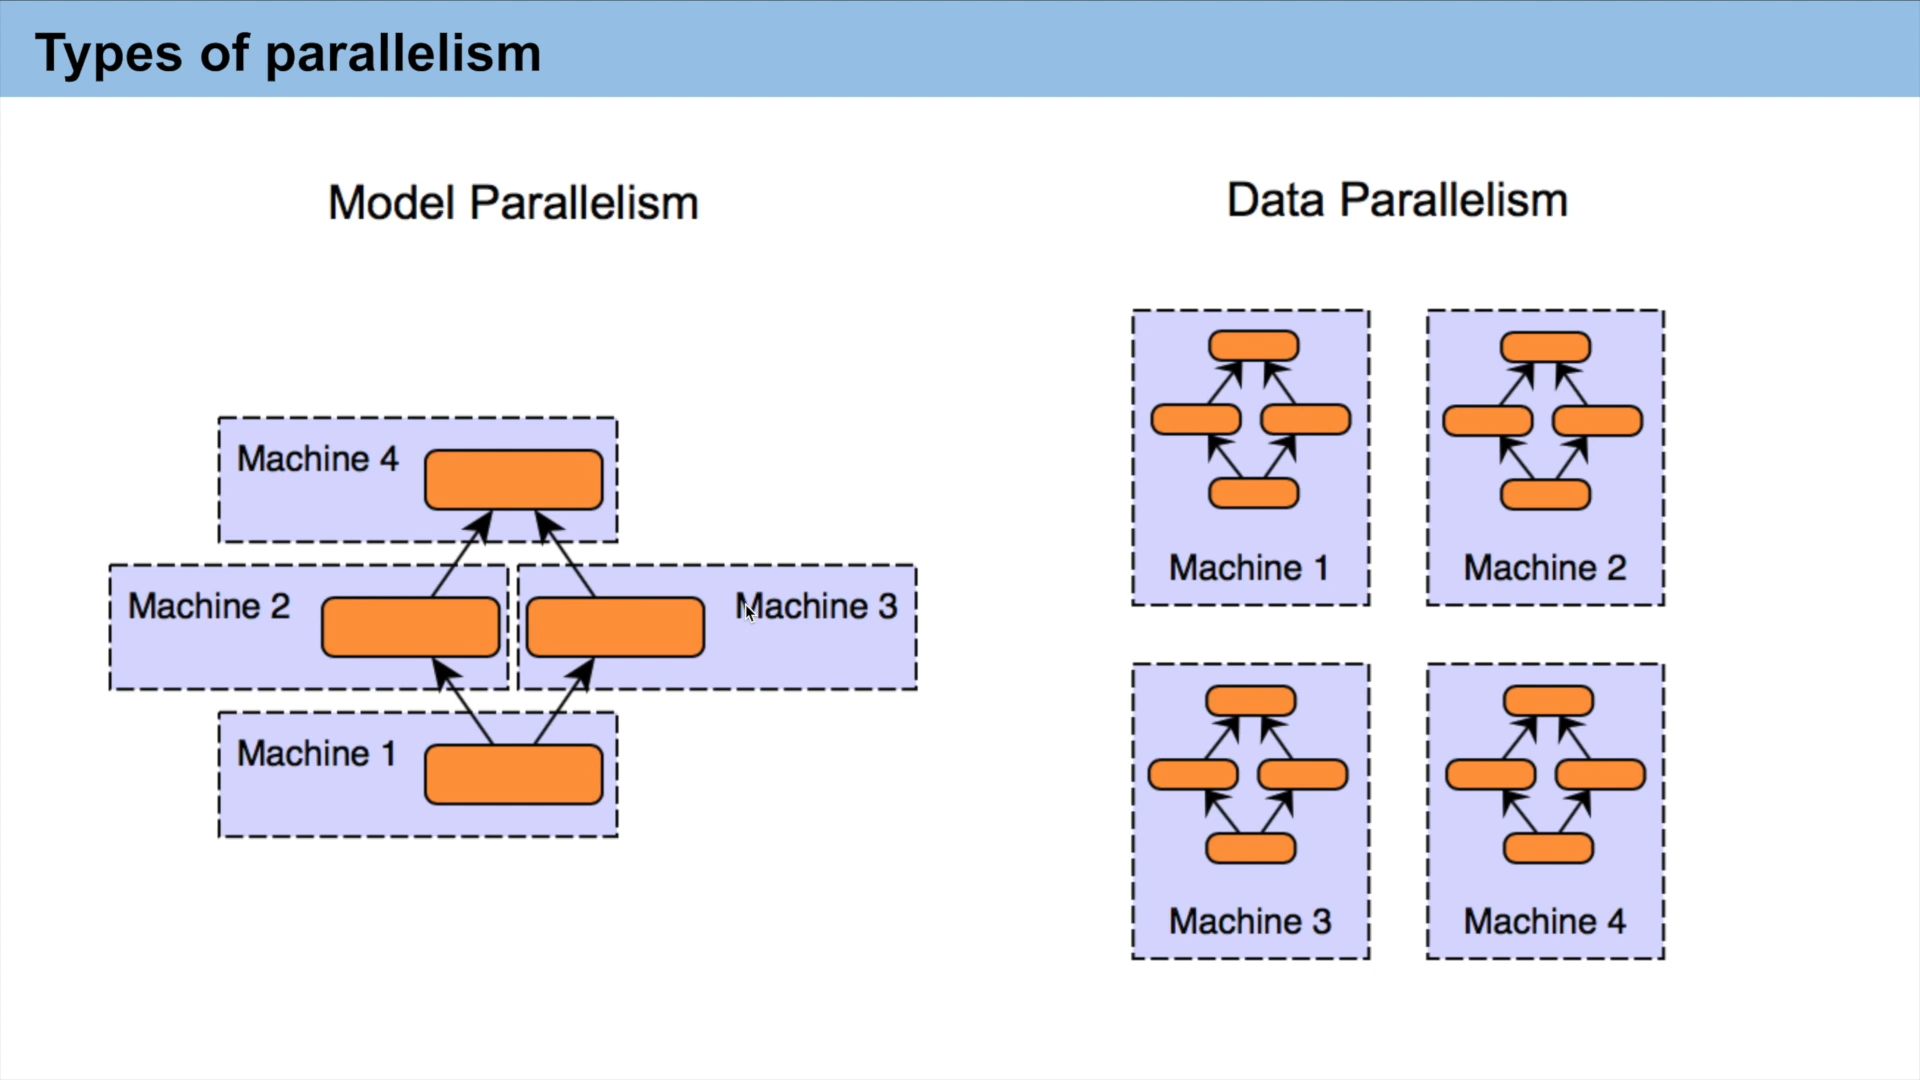 Types of parallelism
Model Parallelism
Machine 4
Machine 2
Machine 3
Machine 1
Data Parallelism
Machine 1
Machine 2
Machine 3
Machine 4